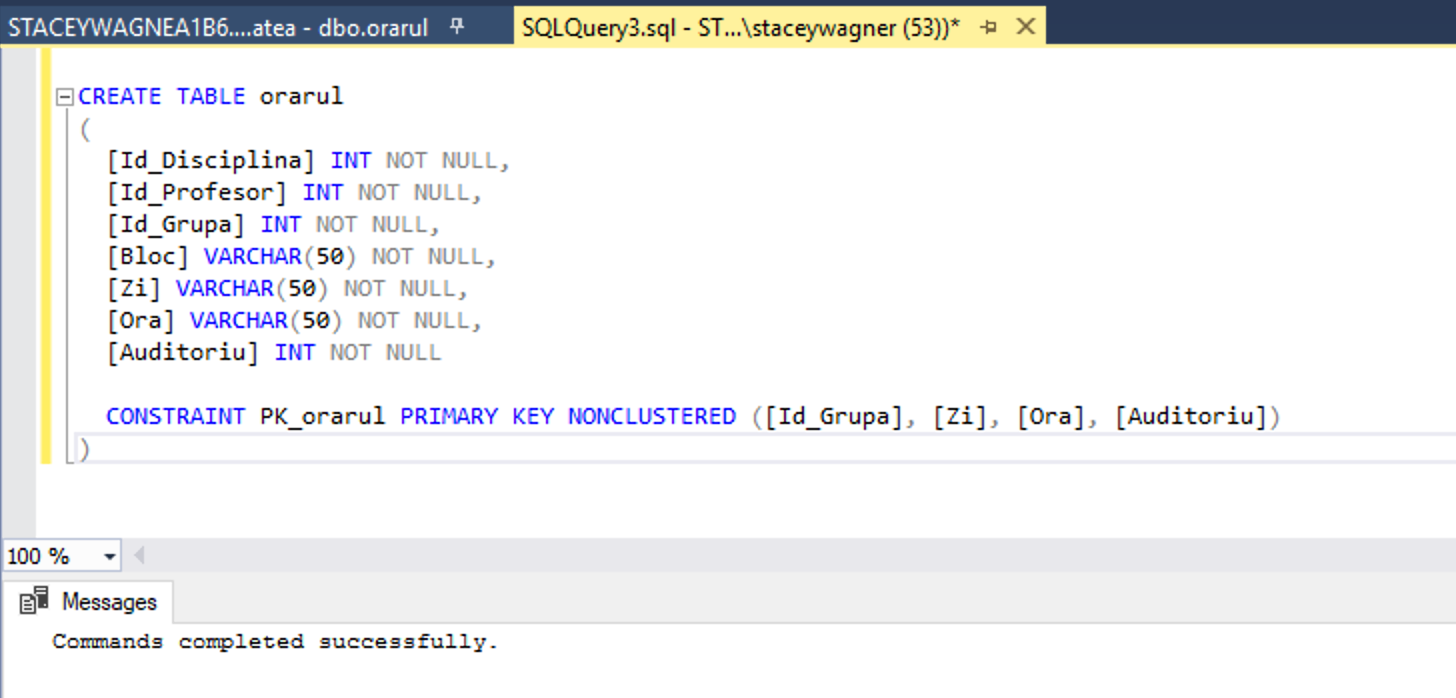 STACEYWAGNEA1B6....atea - dbo.orarul
SQLQuery3.sql - ST...\staceywagner (53))*
CREATE TABLE orarul
(
[Id_Disciplina] INT NOT NULL,
[Id_Profesor] INT NOT NULL,
[Id_Grupa] INT NOT NULL,
[Bloc] VARCHAR(50) NOT NULL,
[Zi] VARCHAR(50) NOT NULL,
[Ora] VARCHAR(50) NOT NULL,
[Auditoriu] INT NOT NULL
CONSTRAINT PK_orarul PRIMARY KEY NONCLUSTERED ([Id_Grupa], [Zi], [Ora], [Auditoriu])
)
100 %
Messages
Commands completed successfully.